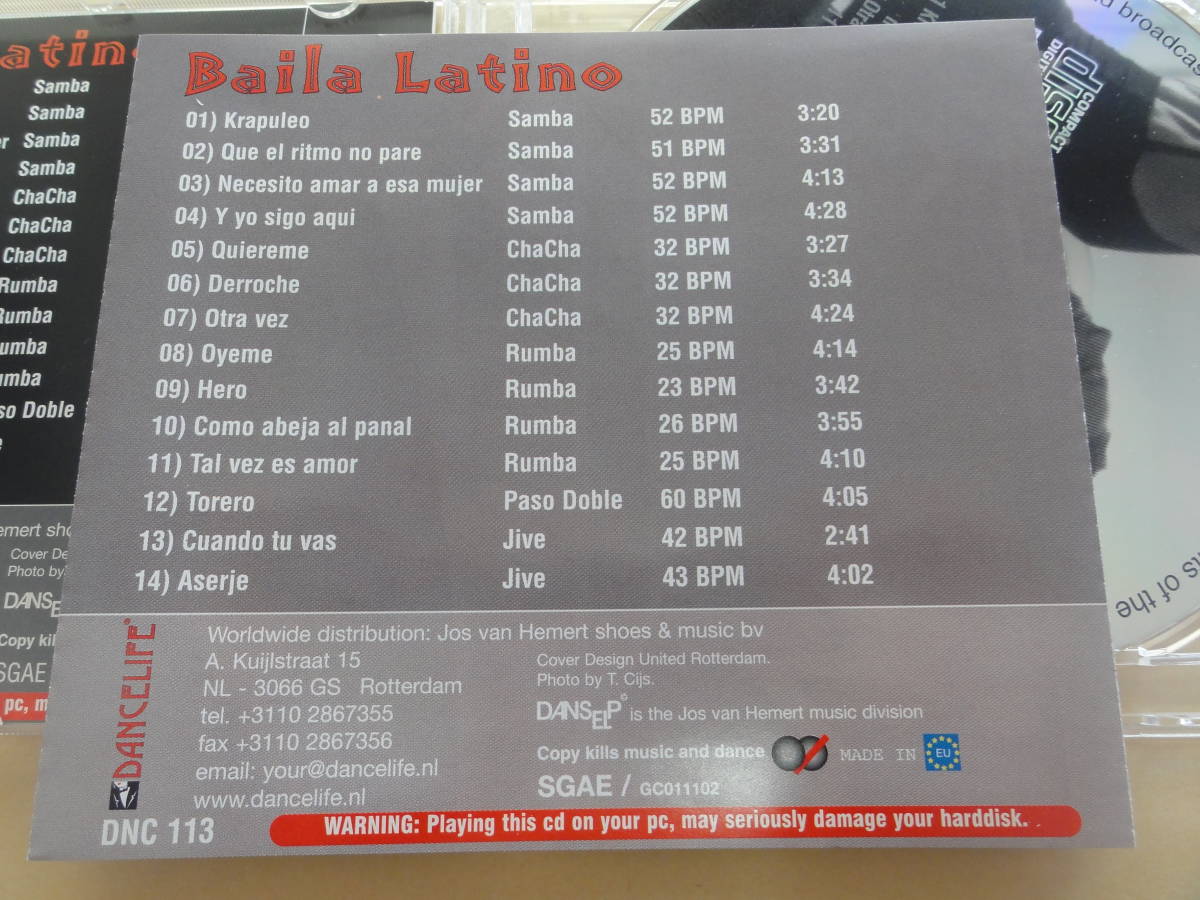 Baila Latino
01) Krapuleo Samba 52 BPM 3:20
02) Que el ritmo no pare Samba 51 BPM 3:31
03) Necesito amar a esa mujer Samba 52 BPM 4:13
04) Y yo sigo aqui Samba 52 BPM 4:28
05) Quiereme ChaCha 32 BPM 3:27
06) Derroche ChaCha 32 BPM 3:34
07) Otra vez ChaCha 32 BPM 4:24
08) Oyeme Rumba 25 BPM 4:14
09) Hero Rumba 23 BPM 3:42
10) Como abeja al panal Rumba 26 BPM 3:55
11) Tal vez es amor Rumba 25 BPM 4:10
12) Torero Paso Doble 60 BPM 4:05
13) Cuando tu vas Jive 42 BPM 2:41
14) Aserje Jive 43 BPM 4:02
DANCELIFE®
DNC 113
Worldwide distribution: Jos van Hemert shoes & music bv
A. Kuijlstraat 15
NL - 3066 GS Rotterdam
tel. +3110 2867355
fax +3110 2867356
email: your@dancelife.nl
www.dancelife.nl
Cover Design United Rotterdam.
Photo by T. Cijs.
DANSELP© is the Jos van Hemert music division
Copy kills music and dance MADE IN EU
SGAE / GC011102
WARNING: Playing this cd on your pc, may seriously damage your harddisk.
atino
Samba
Samba
er Samba
Samba
ChaCha
ChaCha
ChaCha
Rumba
Rumba
umba
umba
so Doble
emert sho
Cover De
Photo by
DANSE
Copy kills
SGAE
pc, m
COMPACT
disc
DIGIT
d broadcas
ts of the